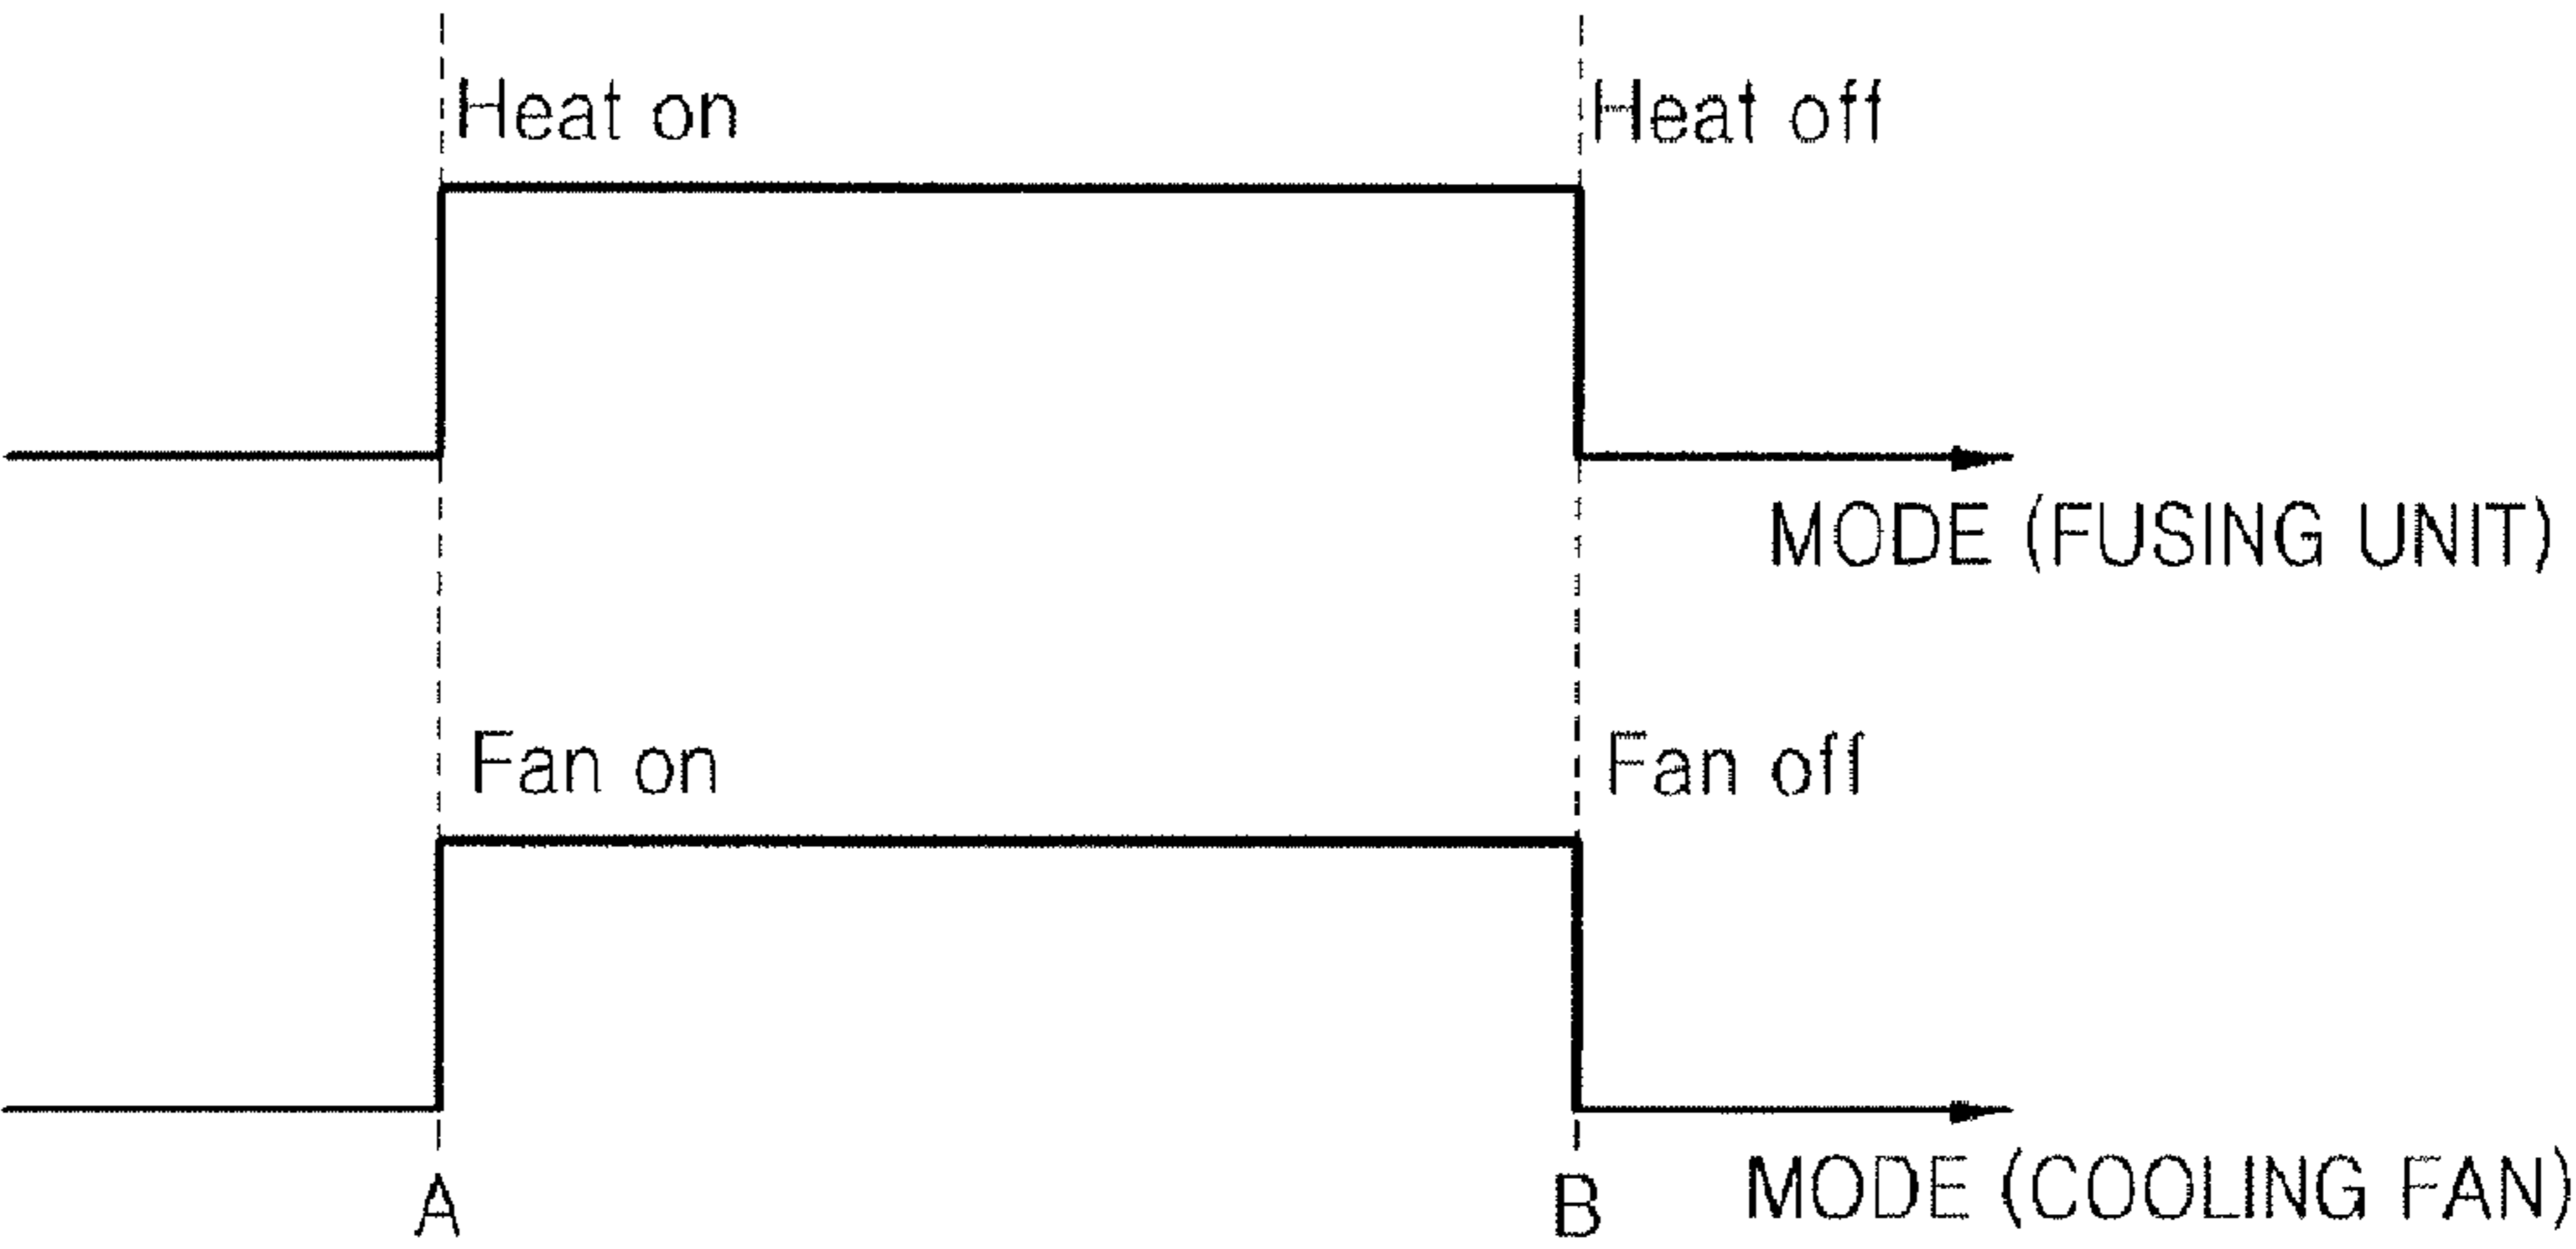 Heat on
Heat off
MODE (FUSING UNIT)
Fan on
Fan off
A
B
MODE (COOLING FAN)